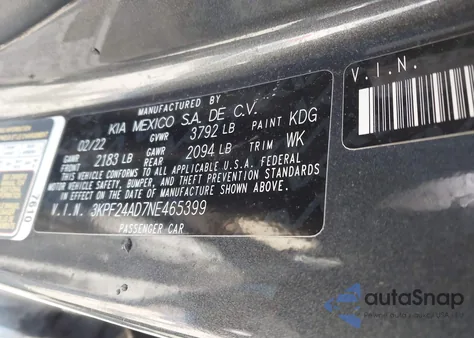 MANUFACTURED BY
KIA MEXICO S.A. DE C.V.
02/22 GVWR 3792 LB PAINT KDG
GAWR FRONT 2183 LB GAWR REAR 2094 LB TRIM WK
THIS VEHICLE CONFORMS TO ALL APPLICABLE U.S.A. FEDERAL
MOTOR VEHICLE SAFETY, BUMPER, AND THEFT PREVENTION STANDARDS
IN EFFECT ON THE DATE OF MANUFACTURE SHOWN ABOVE.
V.I.N. 3KPF24AD7NE465399
PASSENGER CAR
V.I.N.
7610
autoSnap